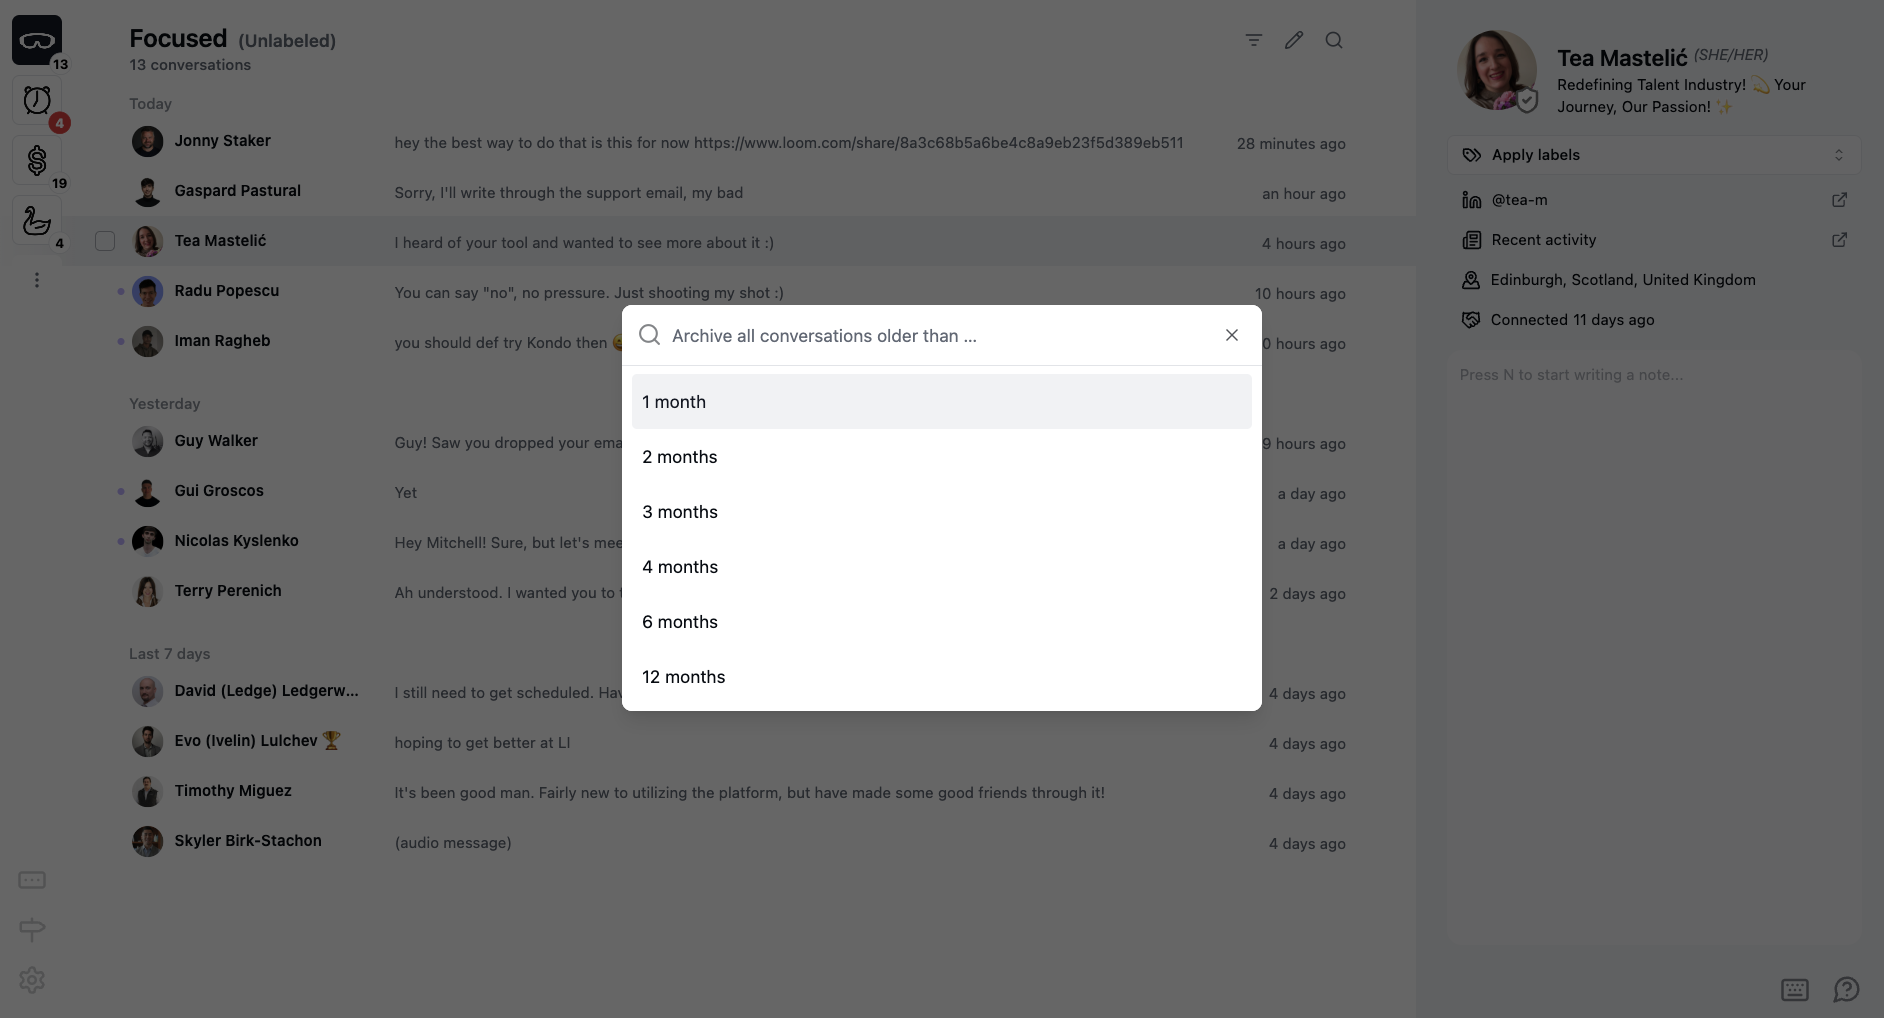 13
4
19
4
Focused (Unlabeled)
13 conversations
Today
Jonny Staker hey the best way to do that is this for now https://www.loom.com/share/8a3c68b5a6be4c8a9eb23f5d389eb511 28 minutes ago
Gaspard Pastural Sorry, I'll write through the support email, my bad an hour ago
Tea Mastelić I heard of your tool and wanted to see more about it :) 4 hours ago
Radu Popescu You can say "no", no pressure. Just shooting my shot :) 10 hours ago
Iman Ragheb you should def try Kondo then 0 hours ago
Yesterday
Guy Walker Guy! Saw you dropped your ema 9 hours ago
Gui Groscos Yet a day ago
Nicolas Kyslenko Hey Mitchell! Sure, but let's mee a day ago
Terry Perenich Ah understood. I wanted you to t 2 days ago
Last 7 days
David (Ledge) Ledgerw... I still need to get scheduled. Hav 4 days ago
Evo (Ivelin) Lulchev 🏆 hoping to get better at LI 4 days ago
Timothy Miguez It's been good man. Fairly new to utilizing the platform, but have made some good friends through it! 4 days ago
Skyler Birk-Stachon (audio message) 4 days ago
Archive all conversations older than ...
1 month
2 months
3 months
4 months
6 months
12 months
Tea Mastelić (SHE/HER)
Redefining Talent Industry! 💫 Your
Journey, Our Passion! ✨
Apply labels
@tea-m
Recent activity
Edinburgh, Scotland, United Kingdom
Connected 11 days ago
Press N to start writing a note...